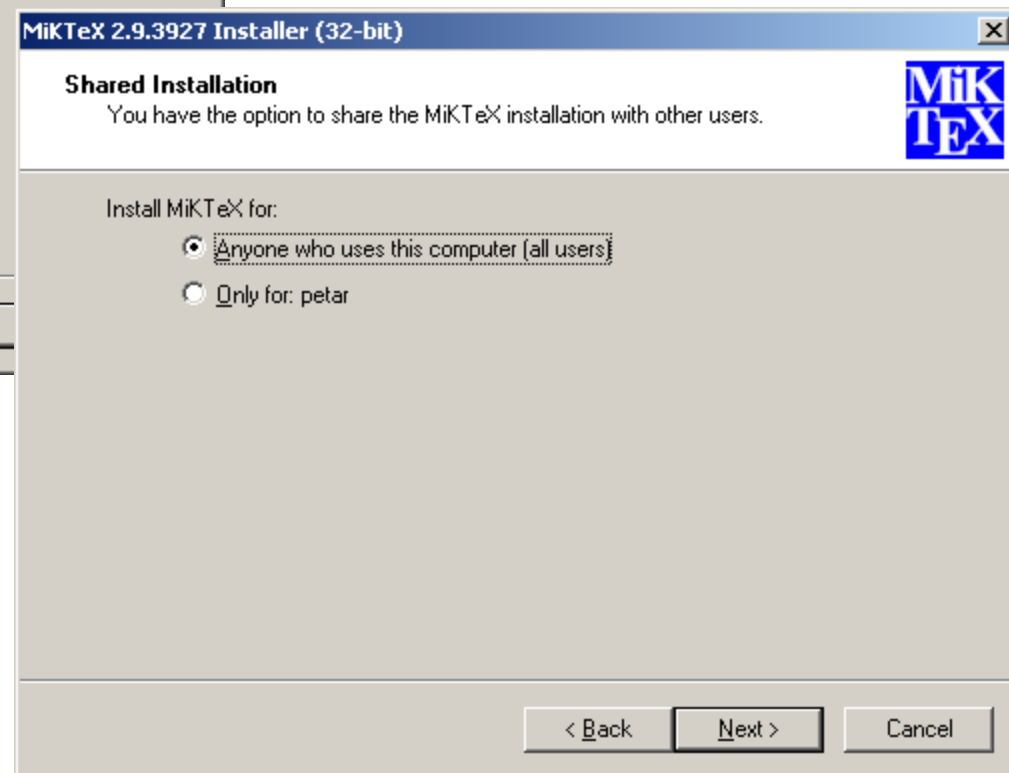 MiKTeX 2.9.3927 Installer (32-bit)
Shared Installation
You have the option to share the MiKTeX installation with other users.
MiK
TEX
Install MiKTeX for:
Anyone who uses this computer (all users)
Only for: petar
< Back
Next >
Cancel